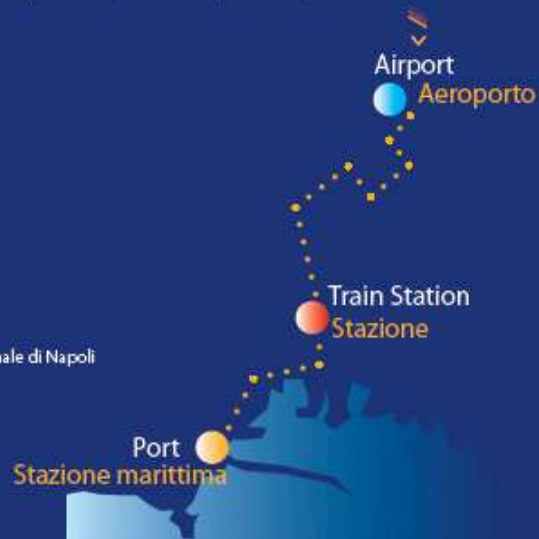 Airport
Aeroporto
Train Station
Stazione
ale di Napoli
Port
Stazione marittima